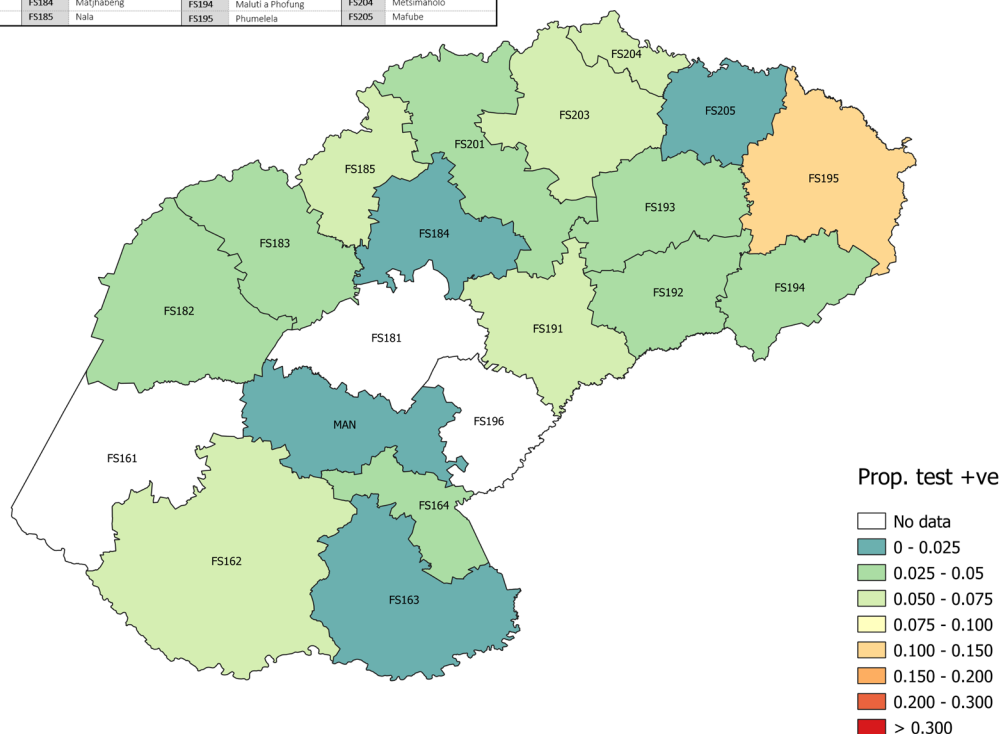 FS184 Matjhabeng FS194 Maluti a Phofung FS204 Metsimaholo
FS185 Nala FS195 Phumelela FS205 Mafube
FS204
FS205
FS203
FS201
FS185
FS195
FS193
FS184
FS183
FS194
FS192
FS182
FS191
FS181
FS196
MAN
FS161
FS164
FS162
FS163
Prop. test +ve
No data
0 - 0.025
0.025 - 0.05
0.050 - 0.075
0.075 - 0.100
0.100 - 0.150
0.150 - 0.200
0.200 - 0.300
> 0.300